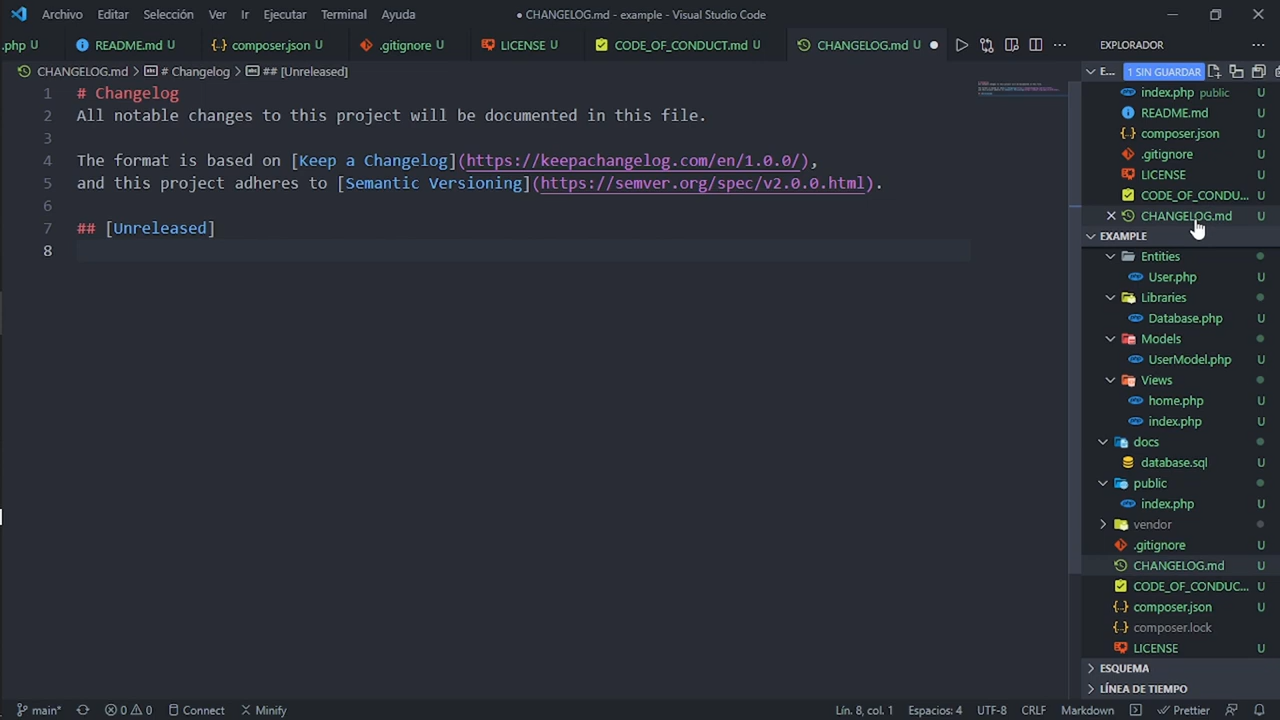 Archivo Editar Selección Ver Ir Ejecutar Terminal Ayuda
● CHANGELOG.md - example - Visual Studio Code
.php U
README.md U
composer.json U
.gitignore U
LICENSE U
CODE_OF_CONDUCT.md U
CHANGELOG.md U
CHANGELOG.md > # Changelog > ## [Unreleased]
1 # Changelog
2 All notable changes to this project will be documented in this file.
3
4 The format is based on [Keep a Changelog](https://keepachangelog.com/en/1.0.0/),
5 and this project adheres to [Semantic Versioning](https://semver.org/spec/v2.0.0.html).
6
7 ## [Unreleased]
8
EXPLORADOR
E... 1 SIN GUARDAR
index.php public U
README.md U
composer.json U
.gitignore U
LICENSE U
CODE_OF_CONDU... U
CHANGELOG.md U
EXAMPLE
Entities
User.php U
Libraries
Database.php U
Models
UserModel.php U
Views
home.php U
index.php U
docs
database.sql U
public
index.php U
vendor
.gitignore U
CHANGELOG.md U
CODE_OF_CONDUC... U
composer.json U
composer.lock
LICENSE U
ESQUEMA
LÍNEA DE TIEMPO
main* 0 0 Connect Minify Lín. 8, col. 1 Espacios: 4 UTF-8 CRLF Markdown Prettier